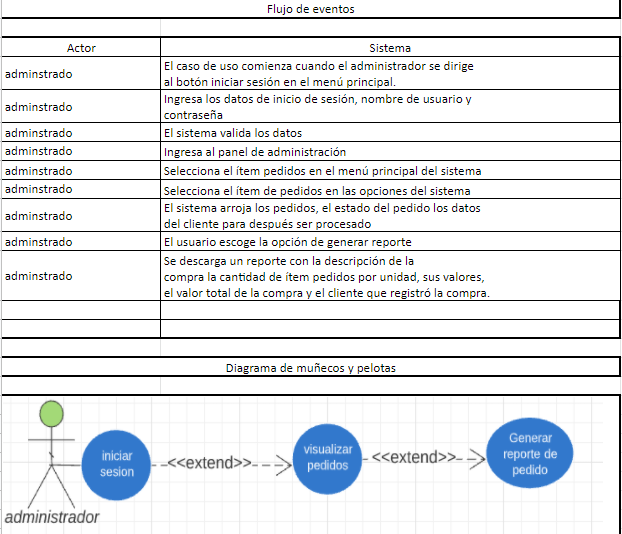 Flujo de eventos
Actor Sistema
adminstrado El caso de uso comienza cuando el administrador se dirige
al botón iniciar sesión en el menú principal.
adminstrado Ingresa los datos de inicio de sesión, nombre de usuario y
contraseña
adminstrado El sistema valida los datos
adminstrado Ingresa al panel de administración
adminstrado Selecciona el ítem pedidos en el menú principal del sistema
adminstrado Selecciona el ítem de pedidos en las opciones del sistema
adminstrado El sistema arroja los pedidos, el estado del pedido los datos
del cliente para después ser procesado
adminstrado El usuario escoge la opción de generar reporte
adminstrado Se descarga un reporte con la descripción de la
compra la cantidad de ítem pedidos por unidad, sus valores,
el valor total de la compra y el cliente que registró la compra.
Diagrama de muñecos y pelotas
iniciar
sesion
<<extend>>
visualizar
pedidos
<<extend>>
Generar
reporte de
pedido
administrador